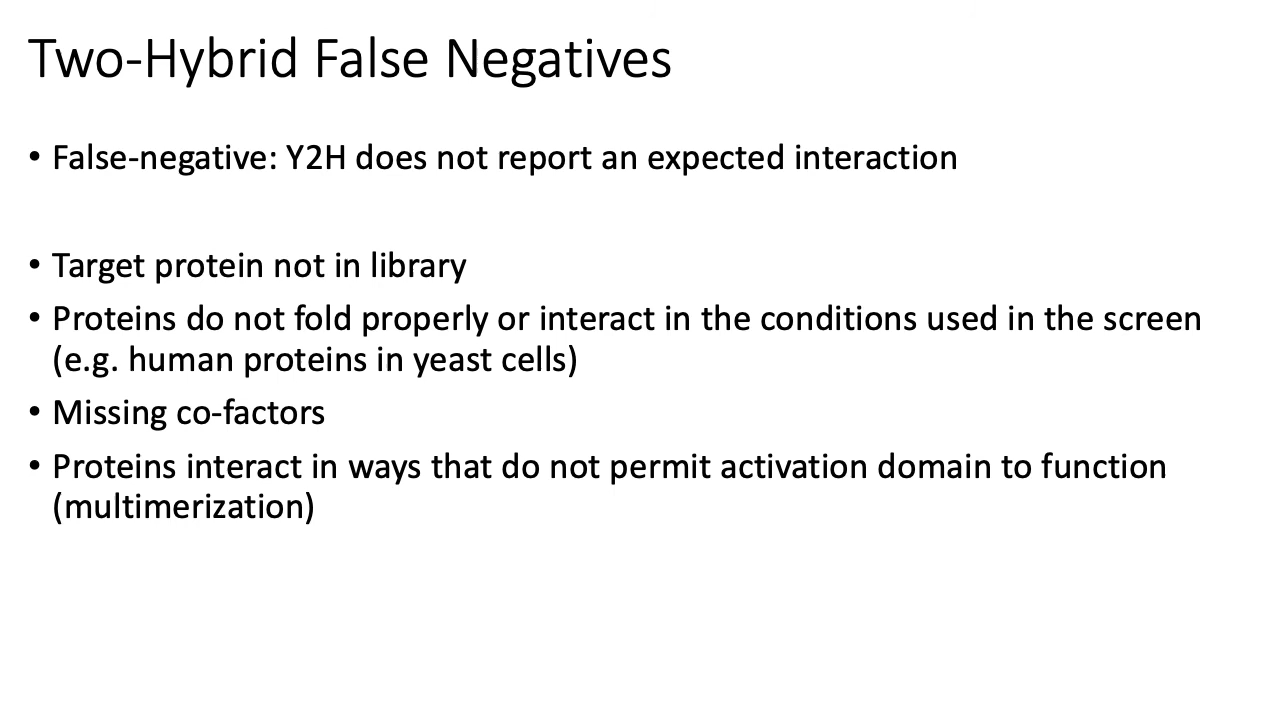 Two-Hybrid False Negatives
• False-negative: Y2H does not report an expected interaction
• Target protein not in library
• Proteins do not fold properly or interact in the conditions used in the screen
(e.g. human proteins in yeast cells)
• Missing co-factors
• Proteins interact in ways that do not permit activation domain to function
(multimerization)